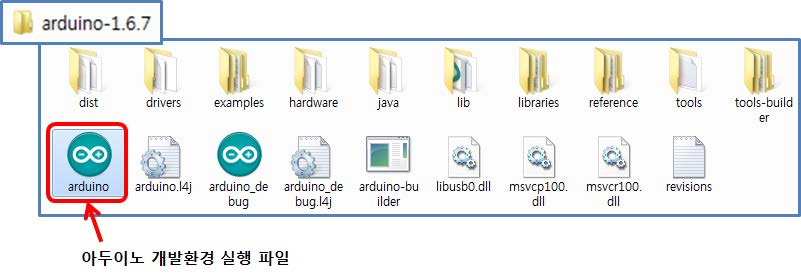 arduino-1.6.7
dist drivers examples hardware java lib libraries reference tools tools-build
er
arduino arduino.l4j arduino_de
bug arduino_de
bug.l4j arduino-bu
ilder libusb0.dll msvcp100.
dll msvcr100.
dll revisions
아두이노 개발환경 실행 파일